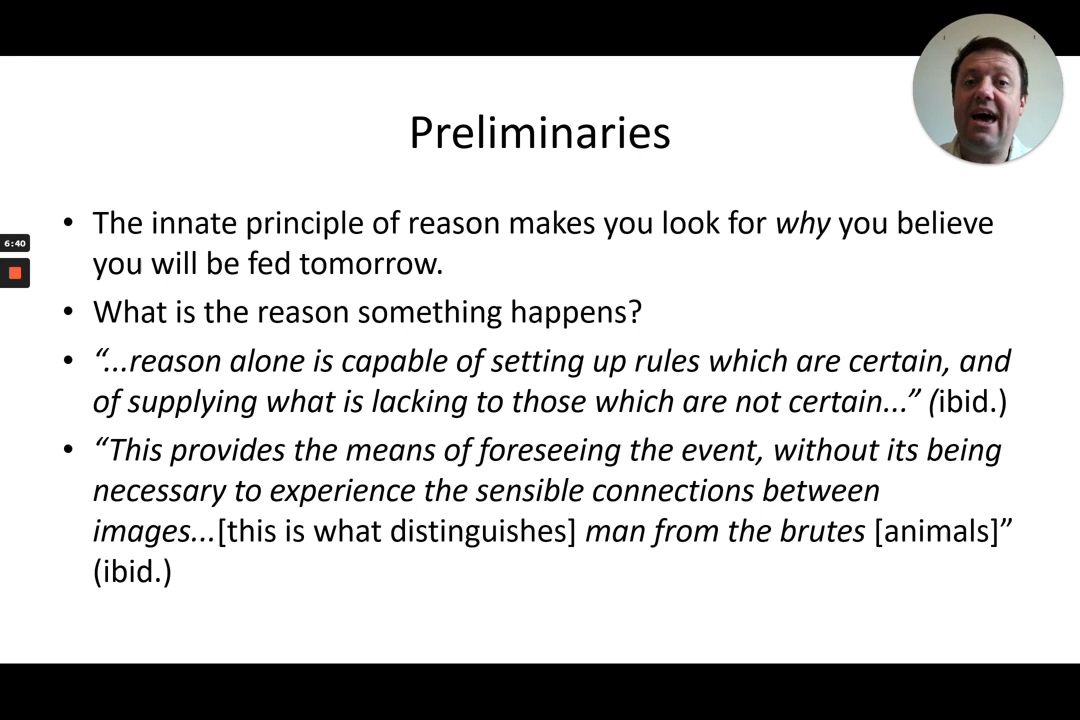 Preliminaries
• The innate principle of reason makes you look for why you believe
you will be fed tomorrow.
• What is the reason something happens?
• “...reason alone is capable of setting up rules which are certain, and
of supplying what is lacking to those which are not certain...” (ibid.)
• “This provides the means of foreseeing the event, without its being
necessary to experience the sensible connections between
images...[this is what distinguishes] man from the brutes [animals]”
(ibid.)
6:40